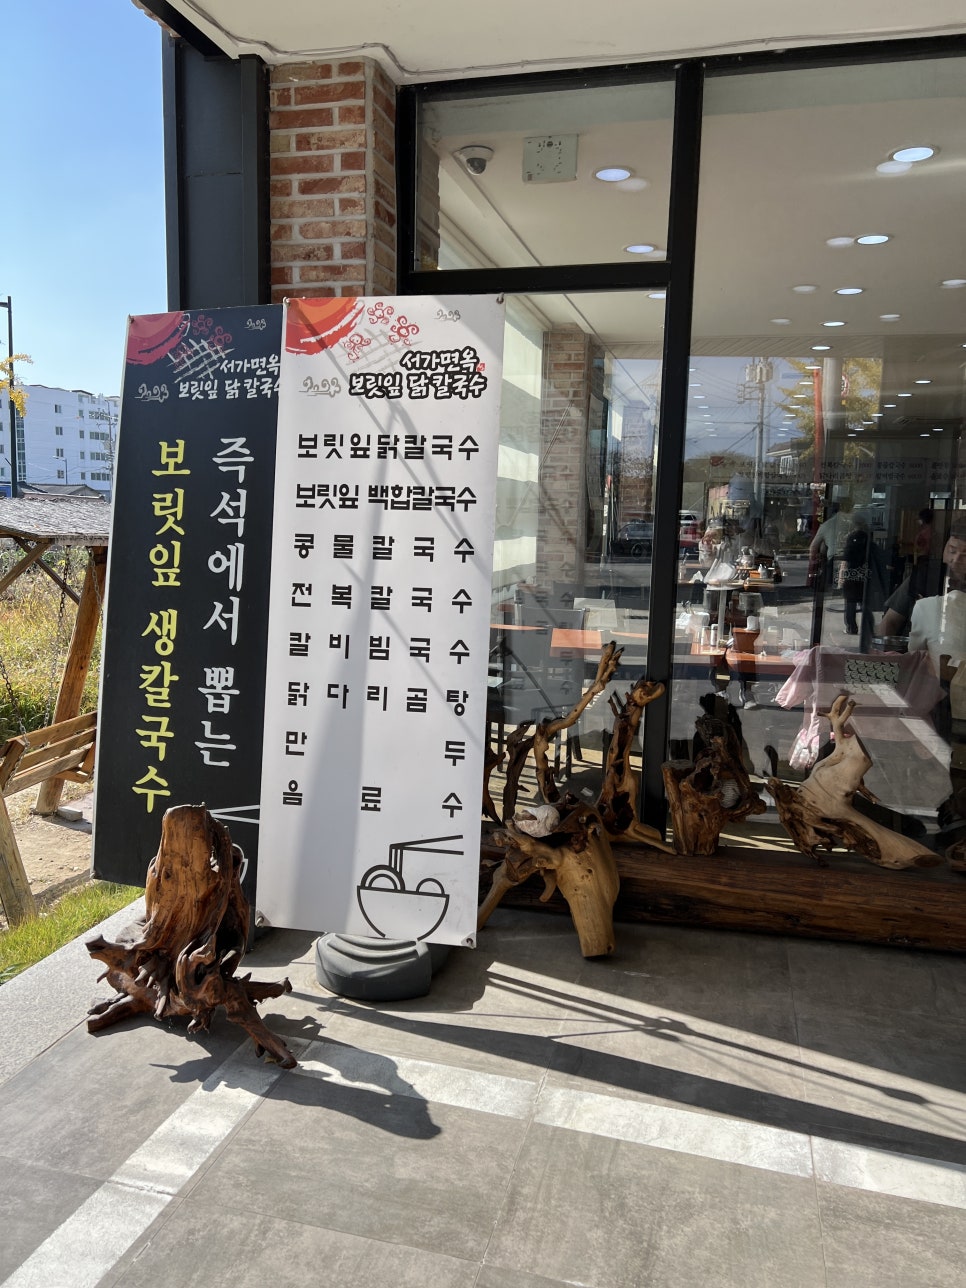 서가면옥
보릿잎 닭칼국수
즉석에서 뽑는
보릿잎 생칼국수
서가면옥
보릿잎 닭칼국수
보릿잎닭칼국수
보릿잎 백합칼국수
콩물칼국수
전복칼국수
칼비빔국수
닭다리곰탕
만두
음료수